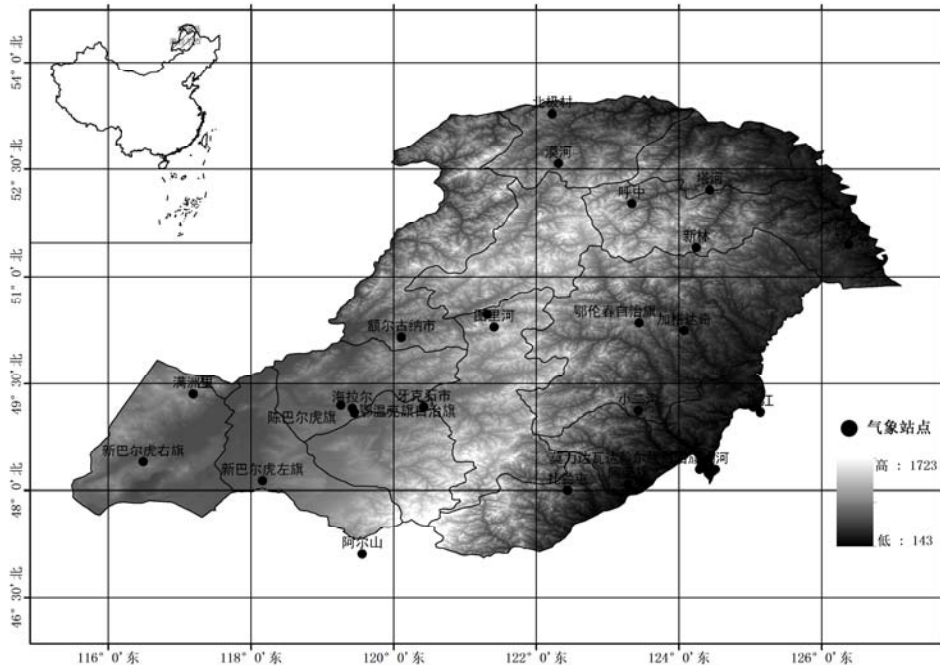 54° 0′北
52° 30′北
51° 0′北
49° 30′北
48° 0′北
46° 30′北
北极村
漠河
呼中
塔河
新林
图里河
鄂伦春自治旗
加格达奇
额尔古纳市
满洲里
海拉尔
牙克石市
陈巴尔虎旗
鄂温克旗自治旗
小二沟
江
新巴尔虎右旗
新巴尔虎左旗
扎兰屯
阿尔山
气象站点
高 : 1723
低 : 143
116° 0′东
118° 0′东
120° 0′东
122° 0′东
124° 0′东
126° 0′东